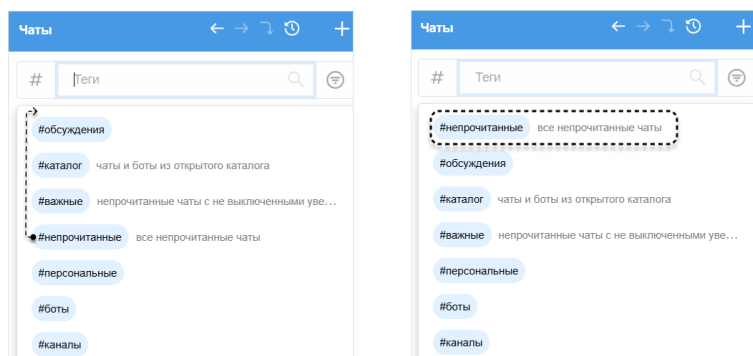 Чаты
# Теги
#обсуждения
#каталог чаты и боты из открытого каталога
#важные непрочитанные чаты с не выключенными уве...
#непрочитанные все непрочитанные чаты
#персональные
#боты
#каналы
Чаты
# Теги
#непрочитанные все непрочитанные чаты
#обсуждения
#каталог чаты и боты из открытого каталога
#важные непрочитанные чаты с не выключенными уве...
#персональные
#боты
#каналы